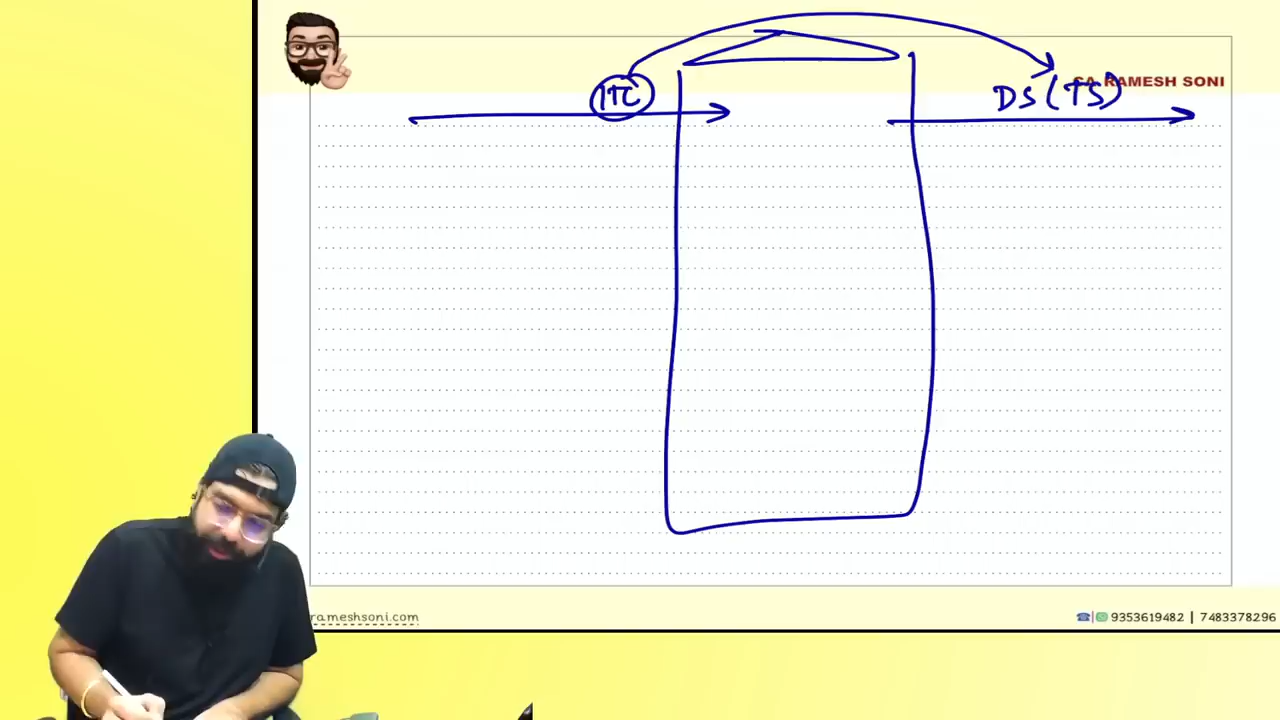 CA RAMESH SONI
ITC
DS (TS)
rameshsoni.com
9353619482 | 7483378296